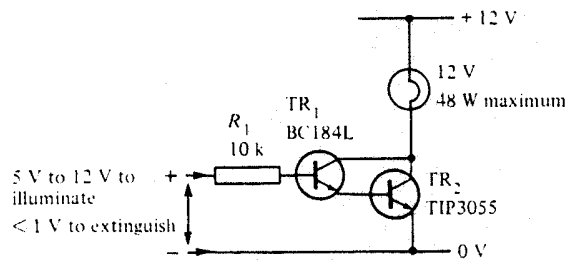 + 12 V
12 V
48 W maximum
TR1
BC184L
R1
10 k
5 V to 12 V to
illuminate
< 1 V to extinguish
+
−
TR2
TIP3055
0 V